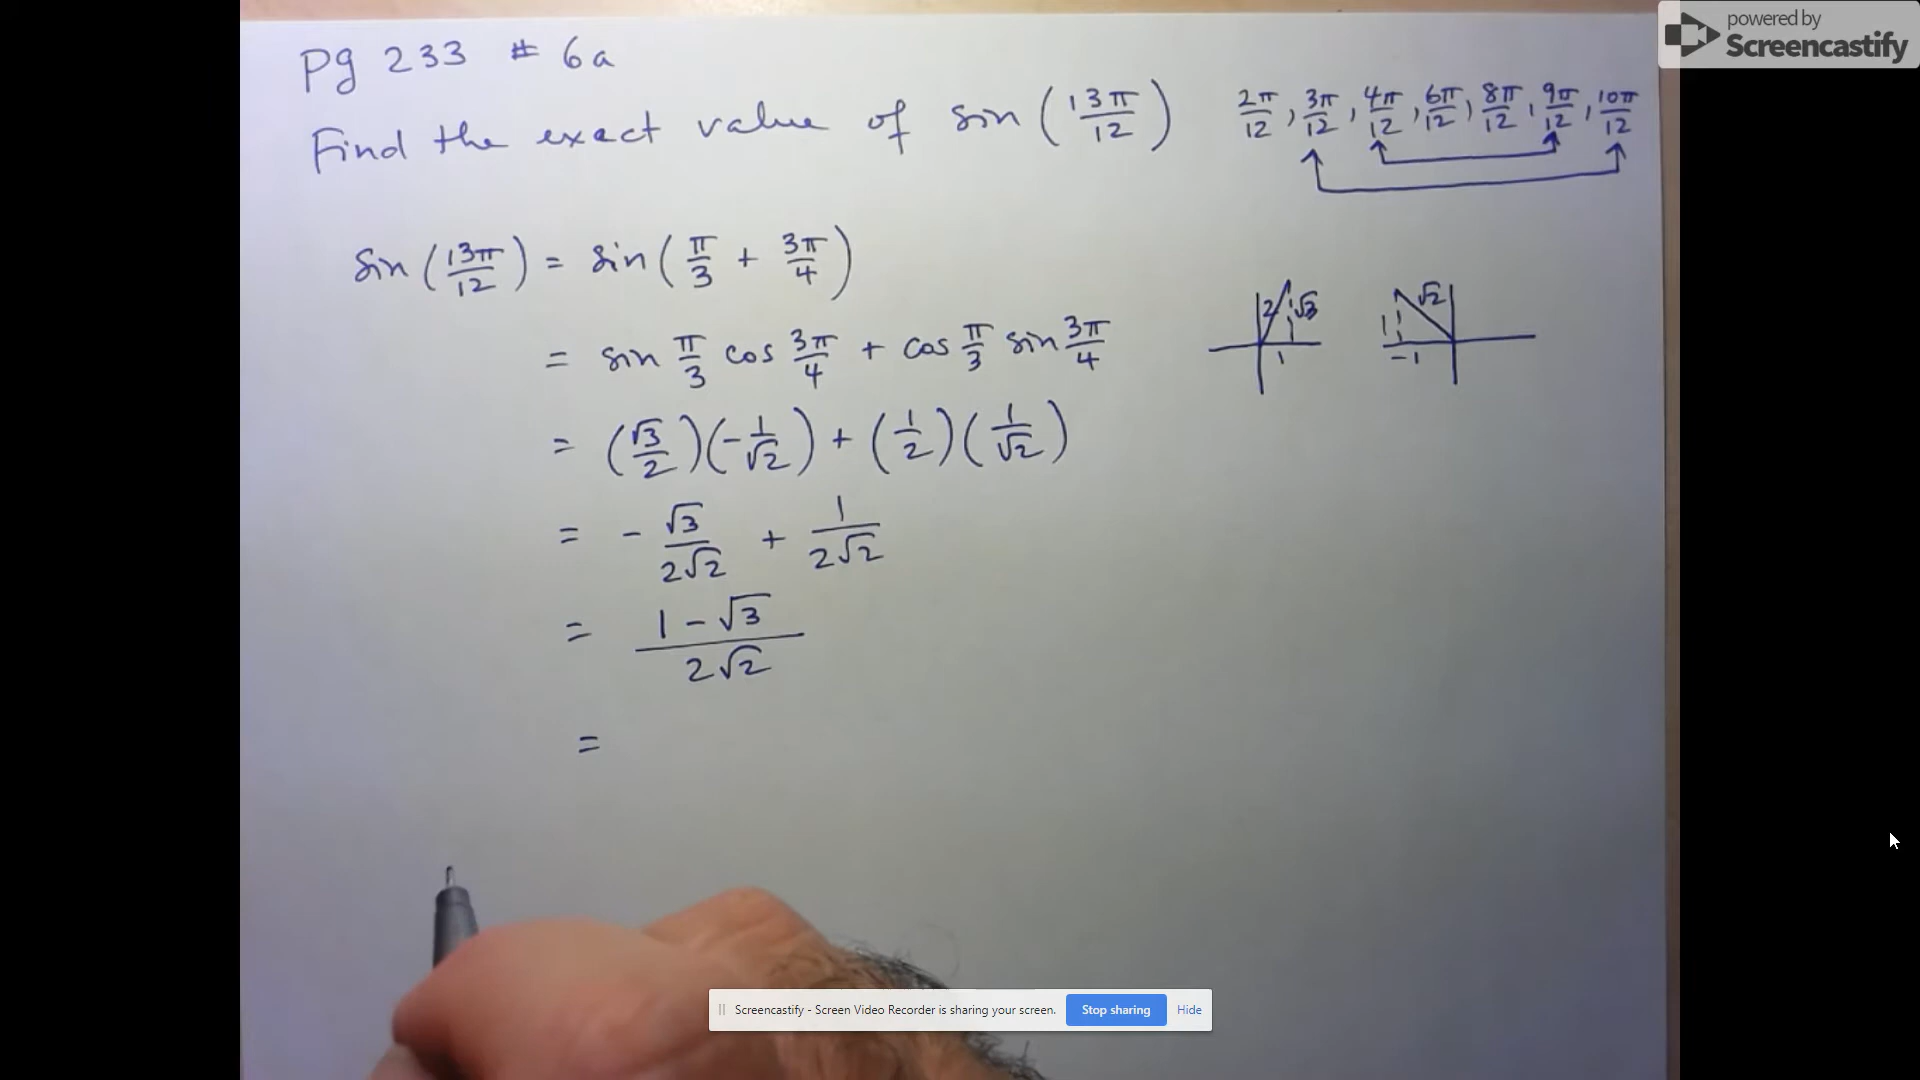 powered by
Screencastify
Pg 233 # 6a
Find the exact value of sin (13π/12) 2π/12, 3π/12, 4π/12, 6π/12, 8π/12, 9π/12, 10π/12
sin (13π/12) = sin (π/3 + 3π/4)
= sin π/3 cos 3π/4 + cos π/3 sin 3π/4
2 √3 1
√2 1 -1
= (√3/2)(-1/√2) + (1/2)(1/√2)
= - √3/2√2 + 1/2√2
= 1 - √3/2√2
=
Screencastify - Screen Video Recorder is sharing your screen. Stop sharing Hide